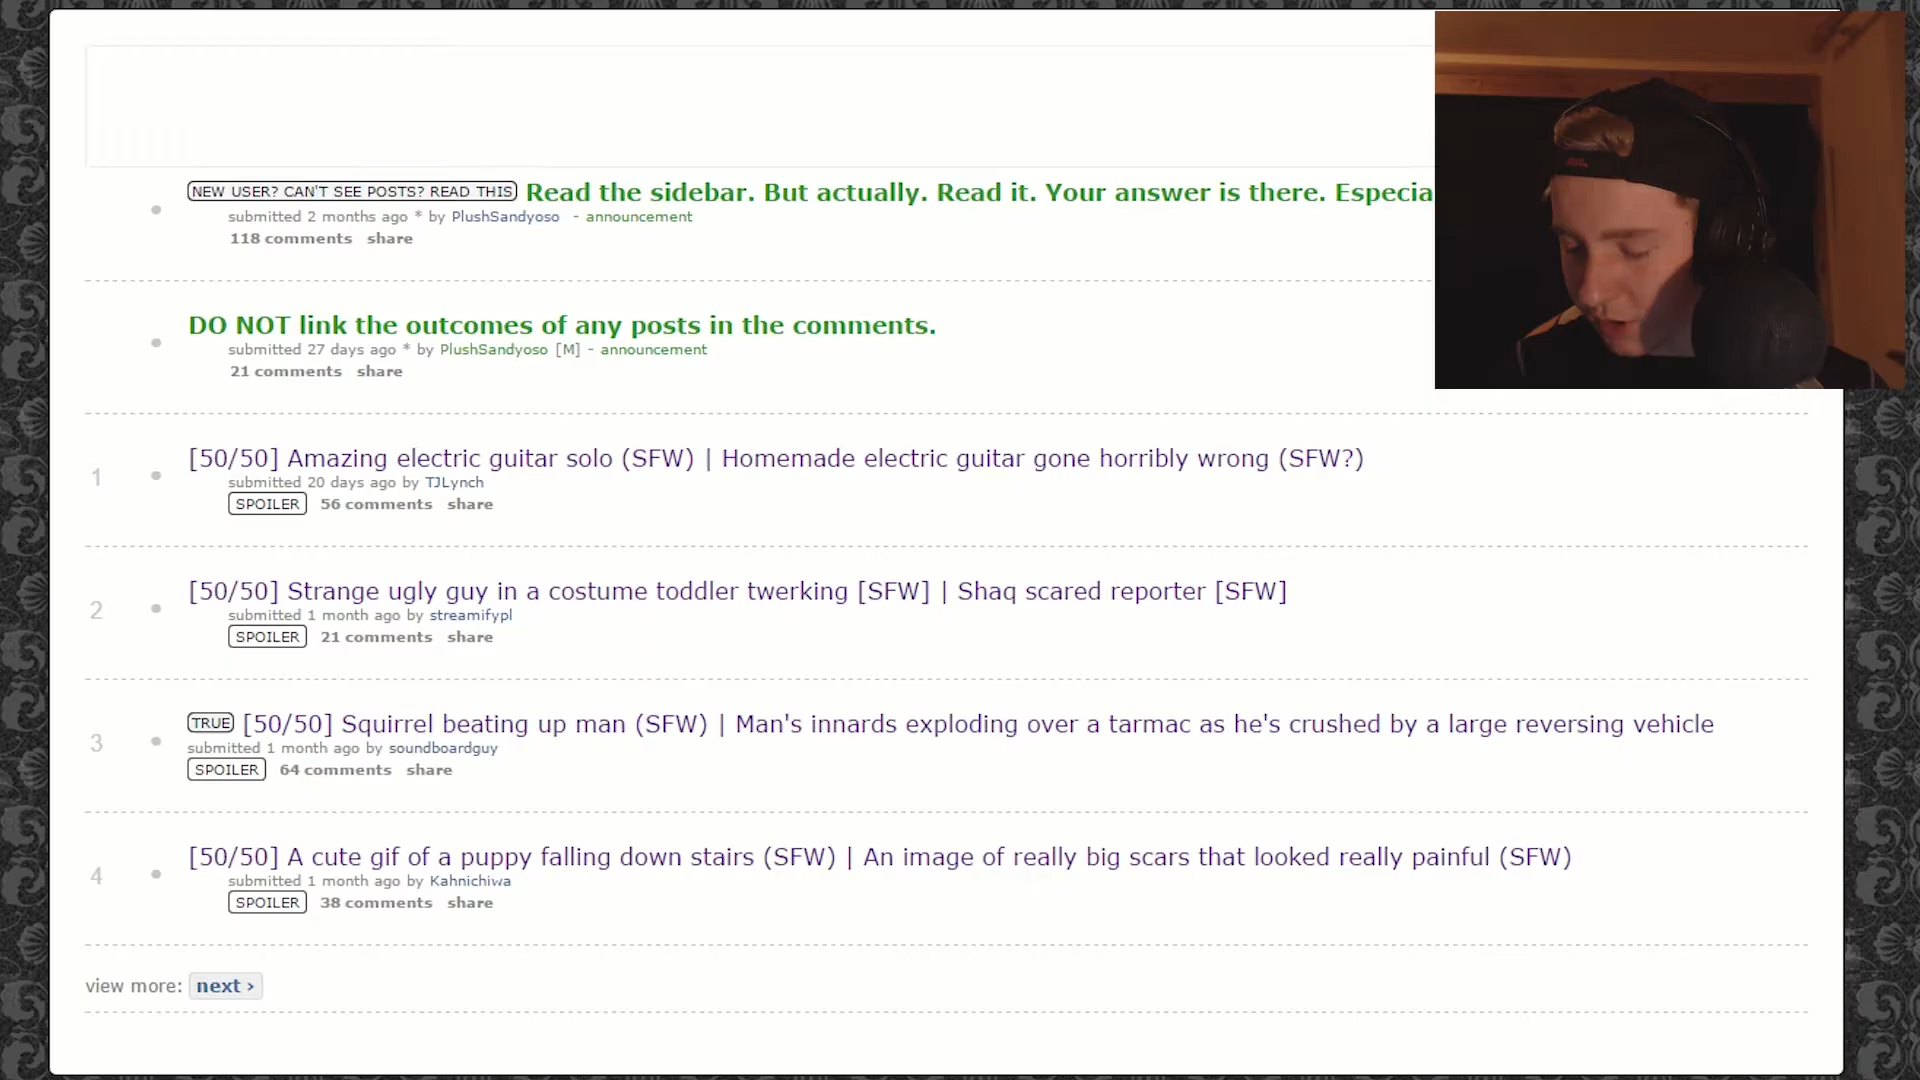 NEW USER? CAN'T SEE POSTS? READ THIS Read the sidebar. But actually. Read it. Your answer is there. Especia
submitted 2 months ago * by PlushSandyoso - announcement
118 comments share
DO NOT link the outcomes of any posts in the comments.
submitted 27 days ago * by PlushSandyoso [M] - announcement
21 comments share
1 [50/50] Amazing electric guitar solo (SFW) | Homemade electric guitar gone horribly wrong (SFW?)
submitted 20 days ago by TJLynch
SPOILER 56 comments share
2 [50/50] Strange ugly guy in a costume toddler twerking [SFW] | Shaq scared reporter [SFW]
submitted 1 month ago by streamifypl
SPOILER 21 comments share
3 TRUE [50/50] Squirrel beating up man (SFW) | Man's innards exploding over a tarmac as he's crushed by a large reversing vehicle
submitted 1 month ago by soundboardguy
SPOILER 64 comments share
4 [50/50] A cute gif of a puppy falling down stairs (SFW) | An image of really big scars that looked really painful (SFW)
submitted 1 month ago by Kahnichiwa
SPOILER 38 comments share
view more: next ›